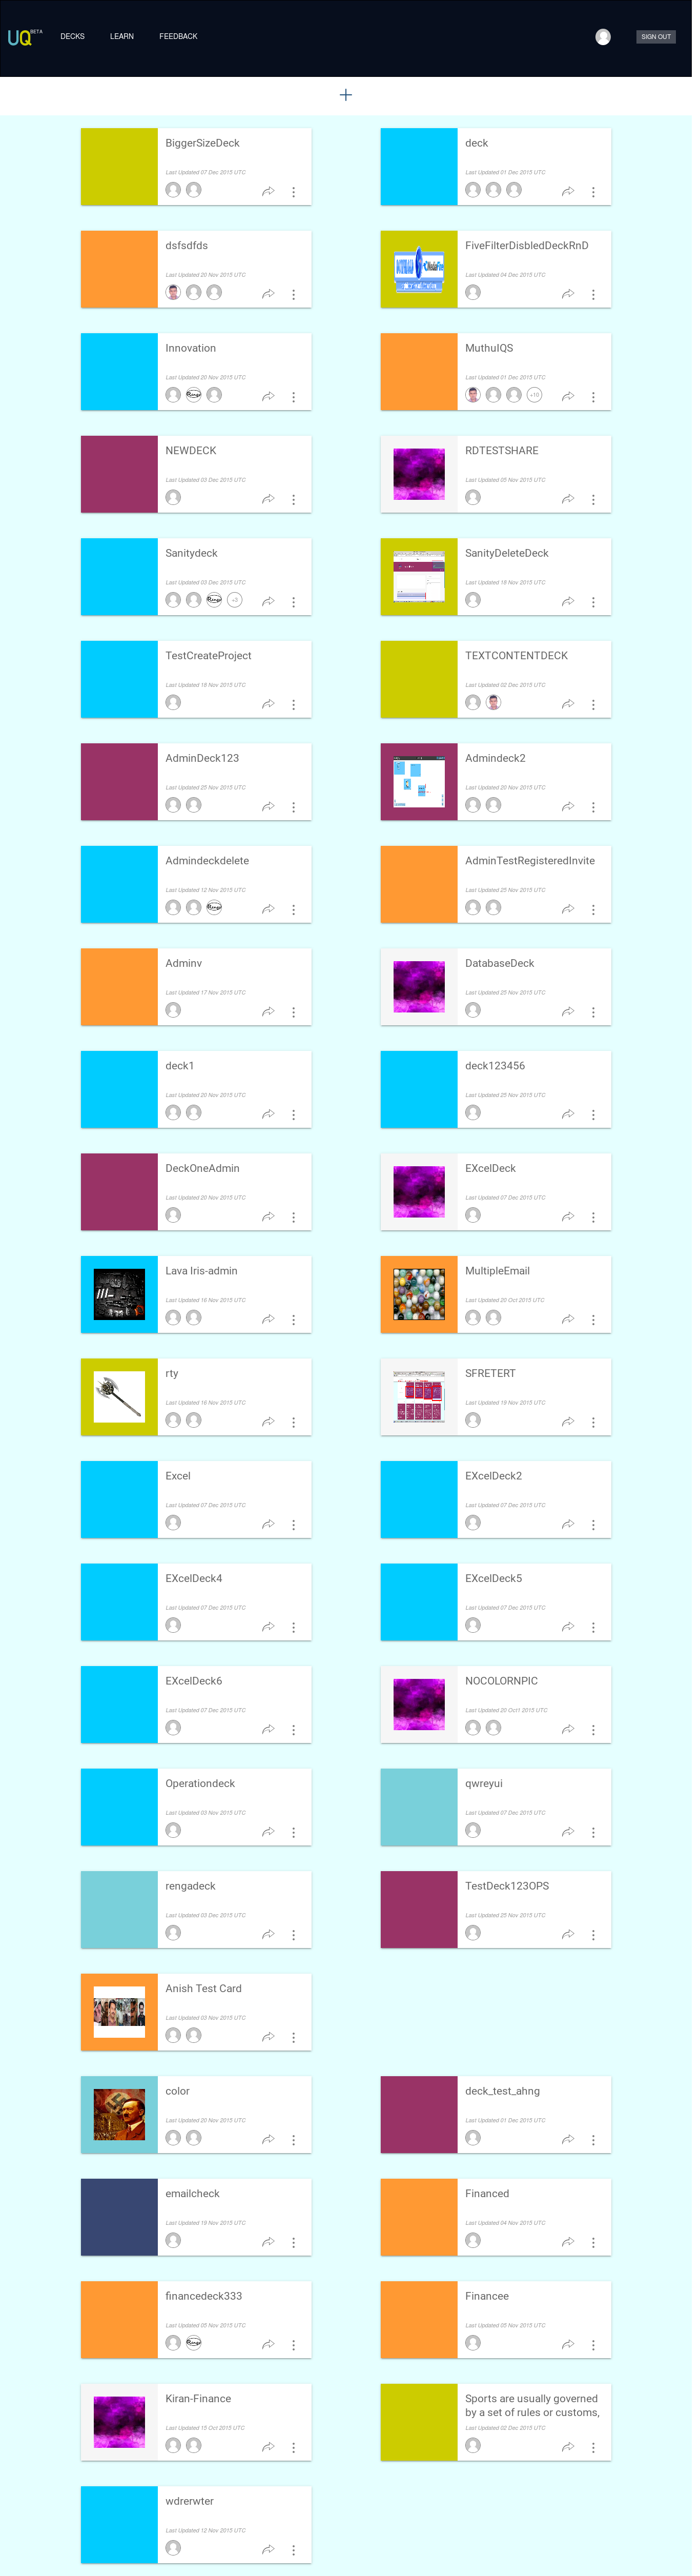 UQ BETA
DECKS LEARN FEEDBACK
SIGN OUT
BiggerSizeDeck
Last Updated 07 Dec 2015 UTC
deck
Last Updated 01 Dec 2015 UTC
dsfsdfds
Last Updated 20 Nov 2015 UTC
FiveFilterDisbledDeckRnD
Last Updated 04 Dec 2015 UTC
Innovation
Last Updated 20 Nov 2015 UTC
MuthuIQS
Last Updated 01 Dec 2015 UTC
+10
NEWDECK
Last Updated 03 Dec 2015 UTC
RDTESTSHARE
Last Updated 05 Nov 2015 UTC
Sanitydeck
Last Updated 03 Dec 2015 UTC
+3
SanityDeleteDeck
Last Updated 18 Nov 2015 UTC
TestCreateProject
Last Updated 16 Nov 2015 UTC
TEXTCONTENTDECK
Last Updated 02 Dec 2015 UTC
AdminDeck123
Last Updated 25 Nov 2015 UTC
Admindeck2
Last Updated 20 Nov 2015 UTC
Admindeckdelete
Last Updated 12 Nov 2015 UTC
AdminTestRegisteredInvite
Last Updated 25 Nov 2015 UTC
Adminv
Last Updated 17 Nov 2015 UTC
DatabaseDeck
Last Updated 25 Nov 2015 UTC
deck1
Last Updated 20 Nov 2015 UTC
deck123456
Last Updated 25 Nov 2015 UTC
DeckOneAdmin
Last Updated 20 Nov 2015 UTC
EXcelDeck
Last Updated 07 Dec 2015 UTC
Lava Iris-admin
Last Updated 16 Nov 2015 UTC
MultipleEmail
Last Updated 20 Oct 2015 UTC
rty
Last Updated 16 Nov 2015 UTC
SFRETERT
Last Updated 19 Nov 2015 UTC
Excel
Last Updated 07 Dec 2015 UTC
EXcelDeck2
Last Updated 07 Dec 2015 UTC
EXcelDeck4
Last Updated 07 Dec 2015 UTC
EXcelDeck5
Last Updated 07 Dec 2015 UTC
EXcelDeck6
Last Updated 07 Dec 2015 UTC
NOCOLORNPIC
Last Updated 20 Oct1 2015 UTC
Operationdeck
Last Updated 03 Nov 2015 UTC
qwreyui
Last Updated 07 Dec 2015 UTC
rengadeck
Last Updated 03 Dec 2015 UTC
TestDeck123OPS
Last Updated 25 Nov 2015 UTC
Anish Test Card
Last Updated 03 Nov 2015 UTC
color
Last Updated 20 Nov 2015 UTC
deck_test_ahng
Last Updated 01 Dec 2015 UTC
emailcheck
Last Updated 19 Nov 2015 UTC
Financed
Last Updated 04 Nov 2015 UTC
financedeck333
Last Updated 05 Nov 2015 UTC
Financee
Last Updated 05 Nov 2015 UTC
Kiran-Finance
Last Updated 15 Oct 2015 UTC
Sports are usually governed
by a set of rules or customs,
Last Updated 02 Dec 2015 UTC
wdrerwter
Last Updated 12 Nov 2015 UTC